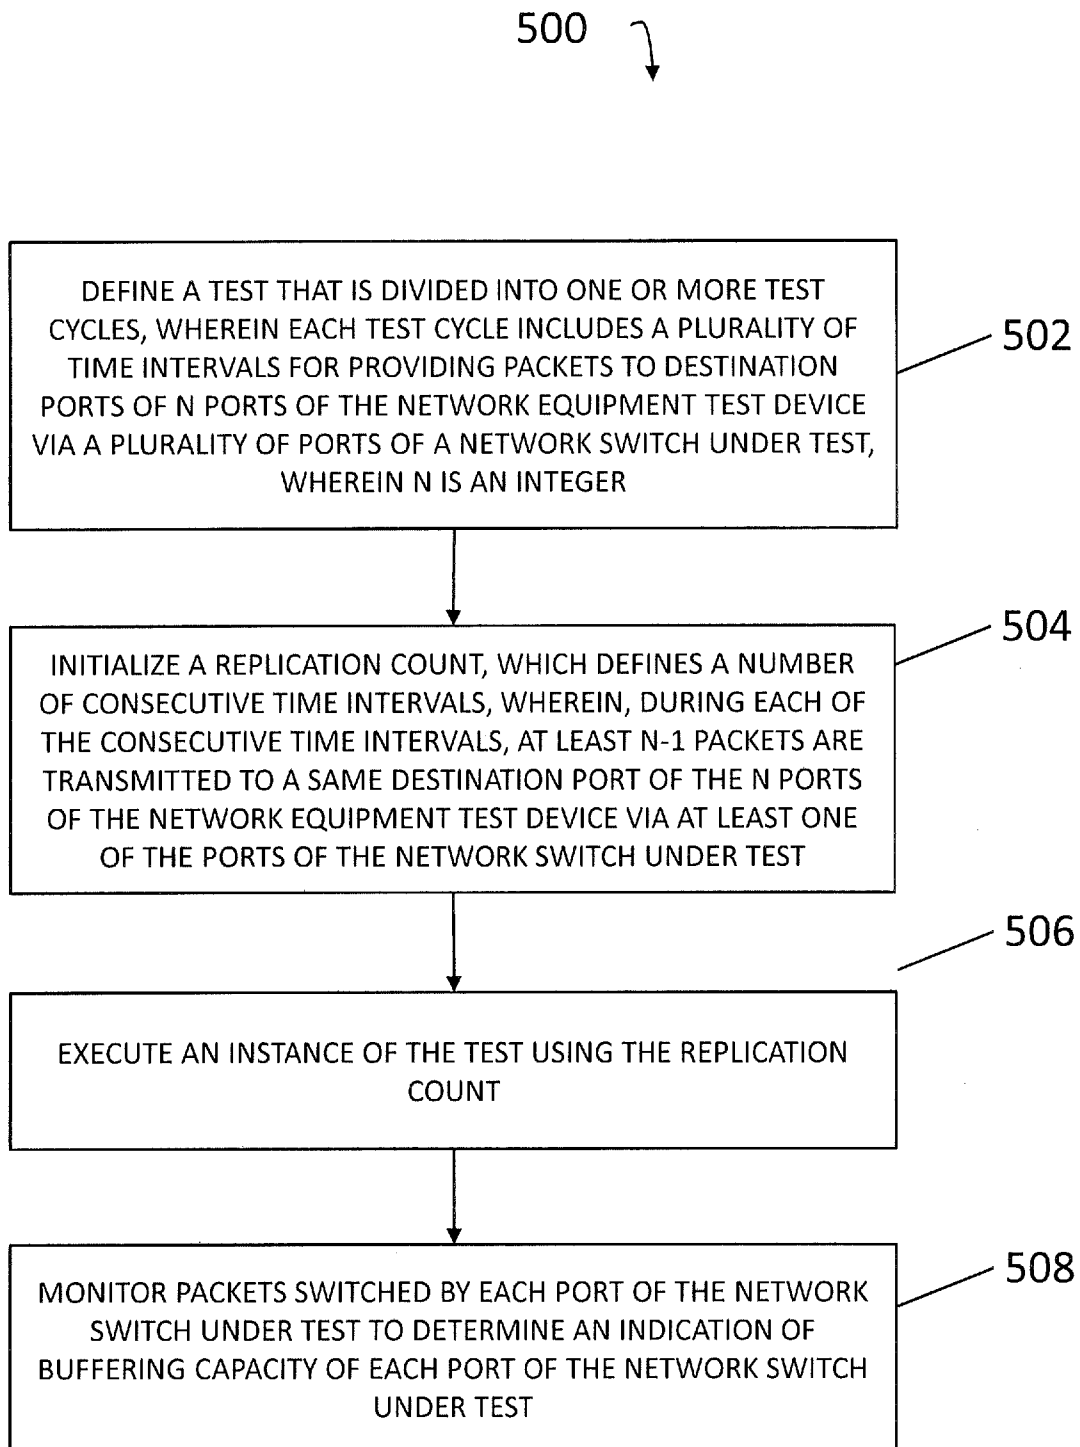 500
DEFINE A TEST THAT IS DIVIDED INTO ONE OR MORE TEST
CYCLES, WHEREIN EACH TEST CYCLE INCLUDES A PLURALITY OF
TIME INTERVALS FOR PROVIDING PACKETS TO DESTINATION
PORTS OF N PORTS OF THE NETWORK EQUIPMENT TEST DEVICE
VIA A PLURALITY OF PORTS OF A NETWORK SWITCH UNDER TEST,
WHEREIN N IS AN INTEGER
502
INITIALIZE A REPLICATION COUNT, WHICH DEFINES A NUMBER
OF CONSECUTIVE TIME INTERVALS, WHEREIN, DURING EACH OF
THE CONSECUTIVE TIME INTERVALS, AT LEAST N-1 PACKETS ARE
TRANSMITTED TO A SAME DESTINATION PORT OF THE N PORTS
OF THE NETWORK EQUIPMENT TEST DEVICE VIA AT LEAST ONE
OF THE PORTS OF THE NETWORK SWITCH UNDER TEST
504
EXECUTE AN INSTANCE OF THE TEST USING THE REPLICATION
COUNT
506
MONITOR PACKETS SWITCHED BY EACH PORT OF THE NETWORK
SWITCH UNDER TEST TO DETERMINE AN INDICATION OF
BUFFERING CAPACITY OF EACH PORT OF THE NETWORK SWITCH
UNDER TEST
508